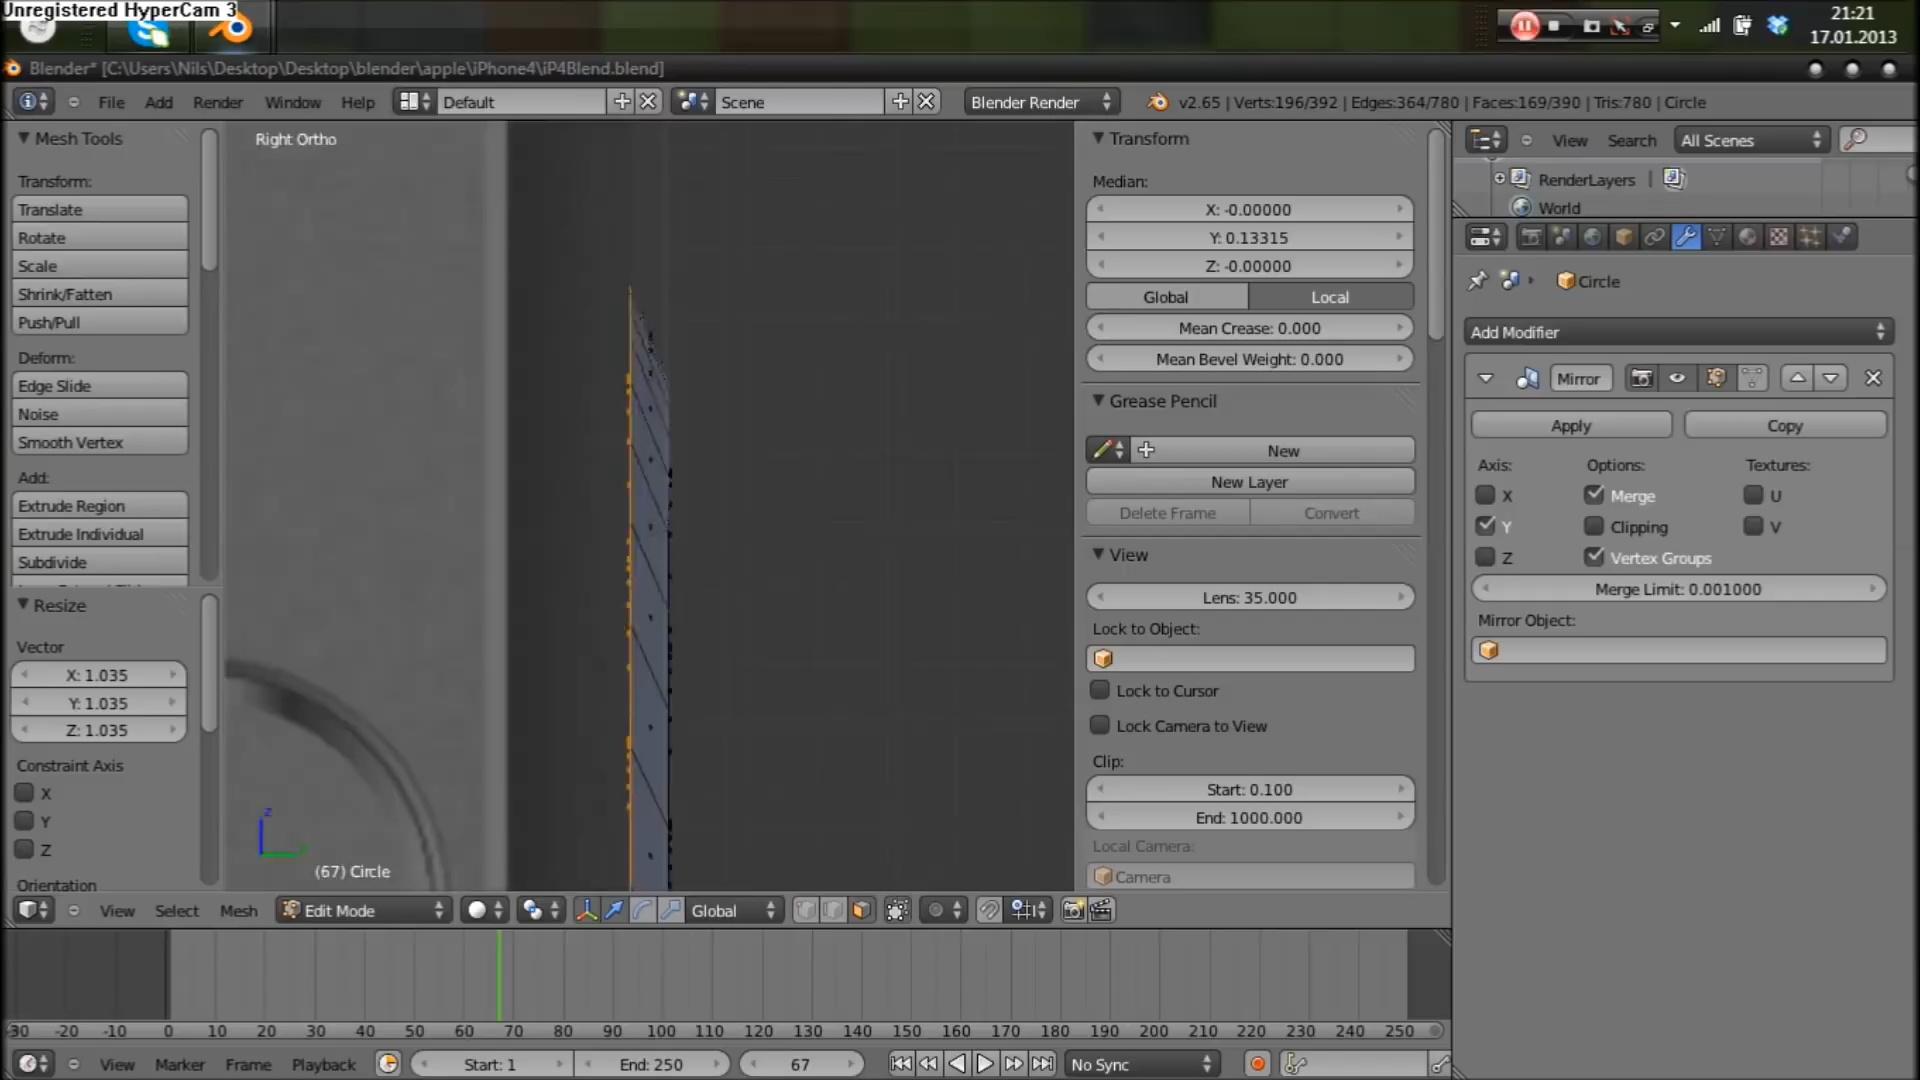 Unregistered HyperCam 3
21:21
17.01.2013
Blender* [C:\Users\Nils\Desktop\Desktop\blender\apple\iPhone4\iP4Blend.blend]
File Add Render Window Help Default Scene Blender Render v2.65 | Verts:196/392 | Edges:364/780 | Faces:169/390 | Tris:780 | Circle
Mesh Tools
Transform:
Translate
Rotate
Scale
Shrink/Fatten
Push/Pull
Deform:
Edge Slide
Noise
Smooth Vertex
Add:
Extrude Region
Extrude Individual
Subdivide
Resize
Vector
X: 1.035
Y: 1.035
Z: 1.035
Constraint Axis
X
Y
Z
Orientation
Right Ortho
z
(67) Circle
Transform
Median:
X: -0.00000
Y: 0.13315
Z: -0.00000
Global Local
Mean Crease: 0.000
Mean Bevel Weight: 0.000
Grease Pencil
New
New Layer
Delete Frame Convert
View
Lens: 35.000
Lock to Object:
Lock to Cursor
Lock Camera to View
Clip:
Start: 0.100
End: 1000.000
Local Camera:
Camera
View Search All Scenes
RenderLayers
World
Circle
Add Modifier
Mirror
Apply Copy
Axis: Options: Textures:
X Merge U
Y Clipping V
Z Vertex Groups
Merge Limit: 0.001000
Mirror Object:
View Select Mesh Edit Mode Global
-30 -20 -10 0 10 20 30 40 50 60 70 80 90 100 110 120 130 140 150 160 170 180 190 200 210 220 230 240 250
View Marker Frame Playback Start: 1 End: 250 67 No Sync